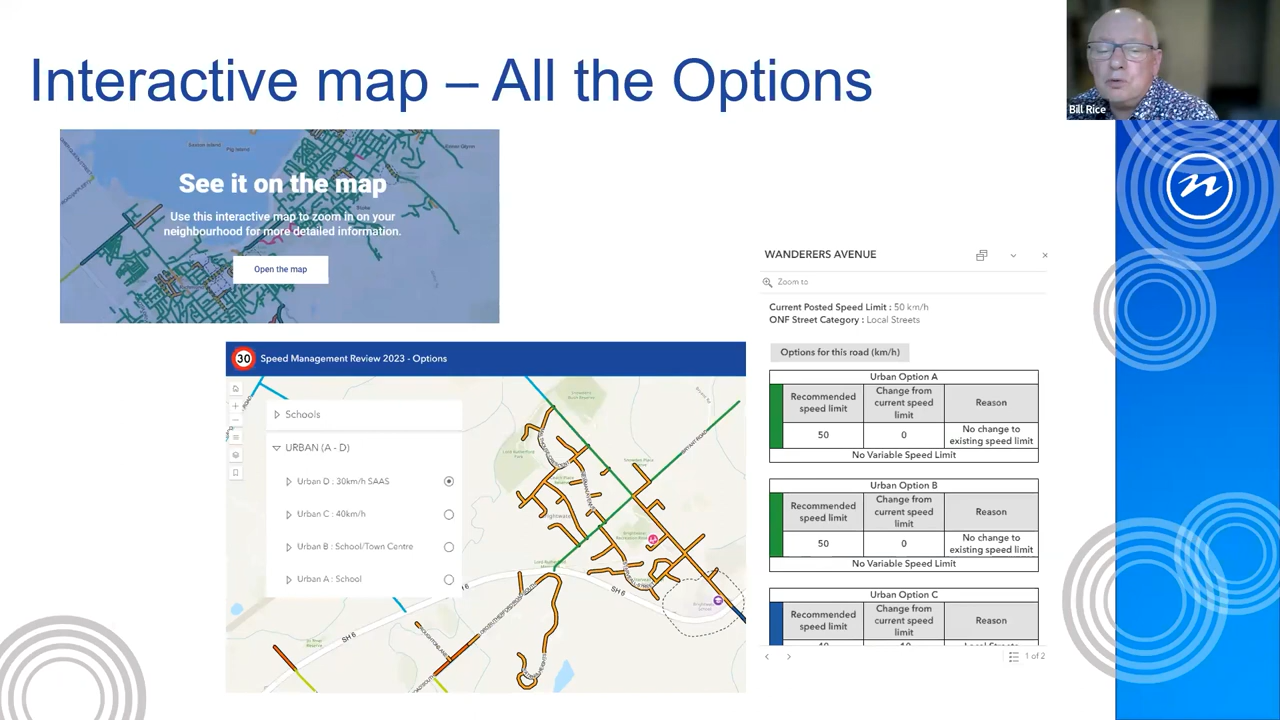 Interactive map – All the Options
Bill Rice
See it on the map
Use this interactive map to zoom in on your
neighbourhood for more detailed information.
Open the map
30 Speed Management Review 2023 - Options
Schools
URBAN (A - D)
Urban D : 30km/h SAAS
Urban C : 40km/h
Urban B : School/Town Centre
Urban A : School
SH 6
SH 6
WANDERERS AVENUE
Zoom to
Current Posted Speed Limit : 50 km/h
ONF Street Category : Local Streets
Options for this road (km/h)
Urban Option A
Recommended speed limit
Change from current speed limit
Reason
50
0
No change to existing speed limit
No Variable Speed Limit
Urban Option B
Recommended speed limit
Change from current speed limit
Reason
50
0
No change to existing speed limit
No Variable Speed Limit
Urban Option C
Recommended speed limit
Change from current speed limit
Reason
1 of 2